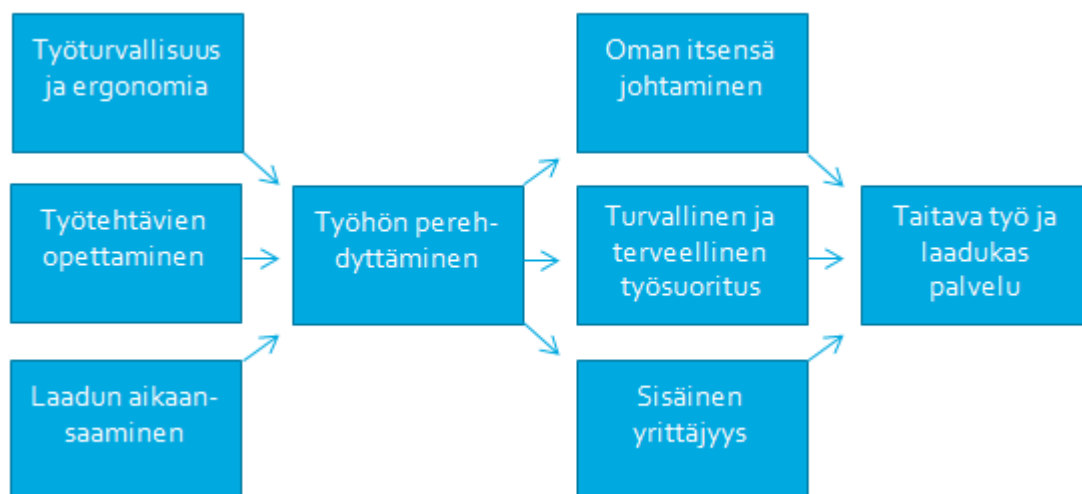 Työturvallisuus
ja ergonomia
Työtehtävien
opettaminen
Laadun aikaan-
saaminen
Työhön pereh-
dyttäminen
Oman itsensä
johtaminen
Turvallinen ja
terveellinen
työsuoritus
Sisäinen
yrittäjyys
Taitava työ ja
laadukas
palvelu